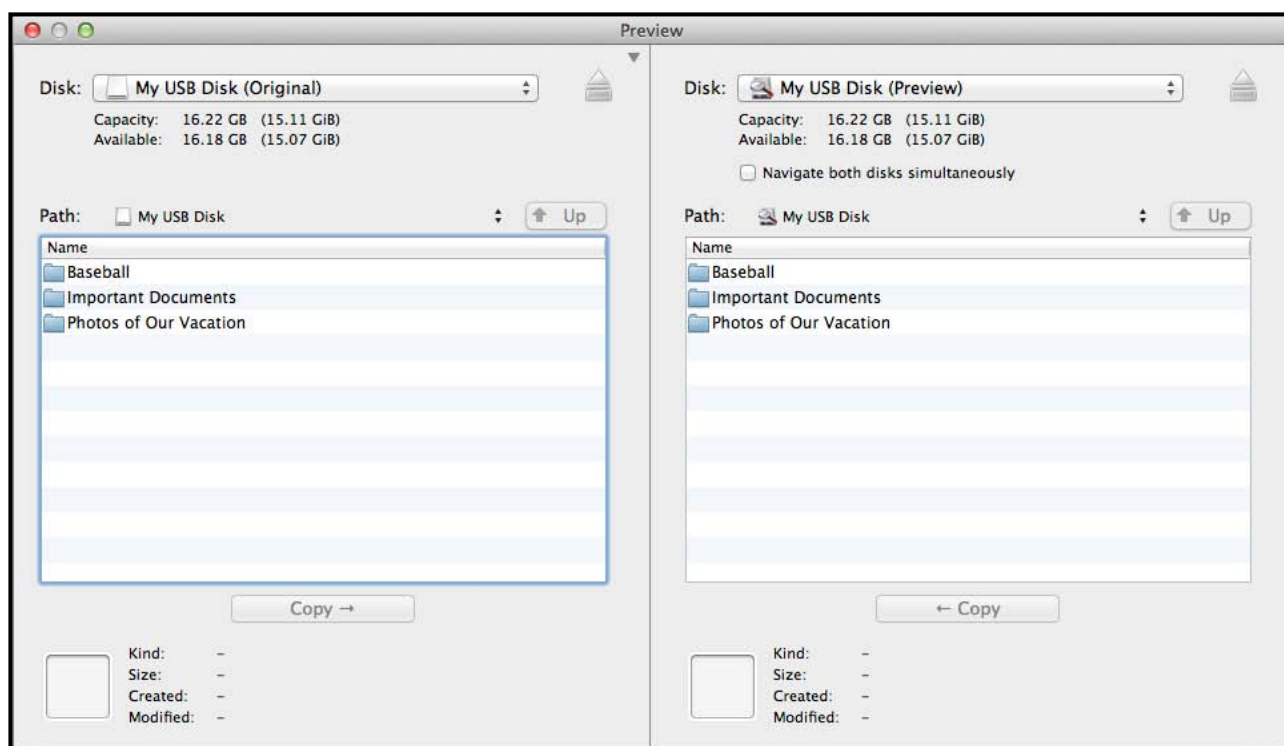 Preview
Disk: My USB Disk (Original)
Capacity: 16.22 GB (15.11 GiB)
Available: 16.18 GB (15.07 GiB)
Path: My USB Disk Up
Name
Baseball
Important Documents
Photos of Our Vacation
Copy →
Kind: –
Size: –
Created: –
Modified: –
Disk: My USB Disk (Preview)
Capacity: 16.22 GB (15.11 GiB)
Available: 16.18 GB (15.07 GiB)
Navigate both disks simultaneously
Path: My USB Disk Up
Name
Baseball
Important Documents
Photos of Our Vacation
← Copy
Kind: –
Size: –
Created: –
Modified: –